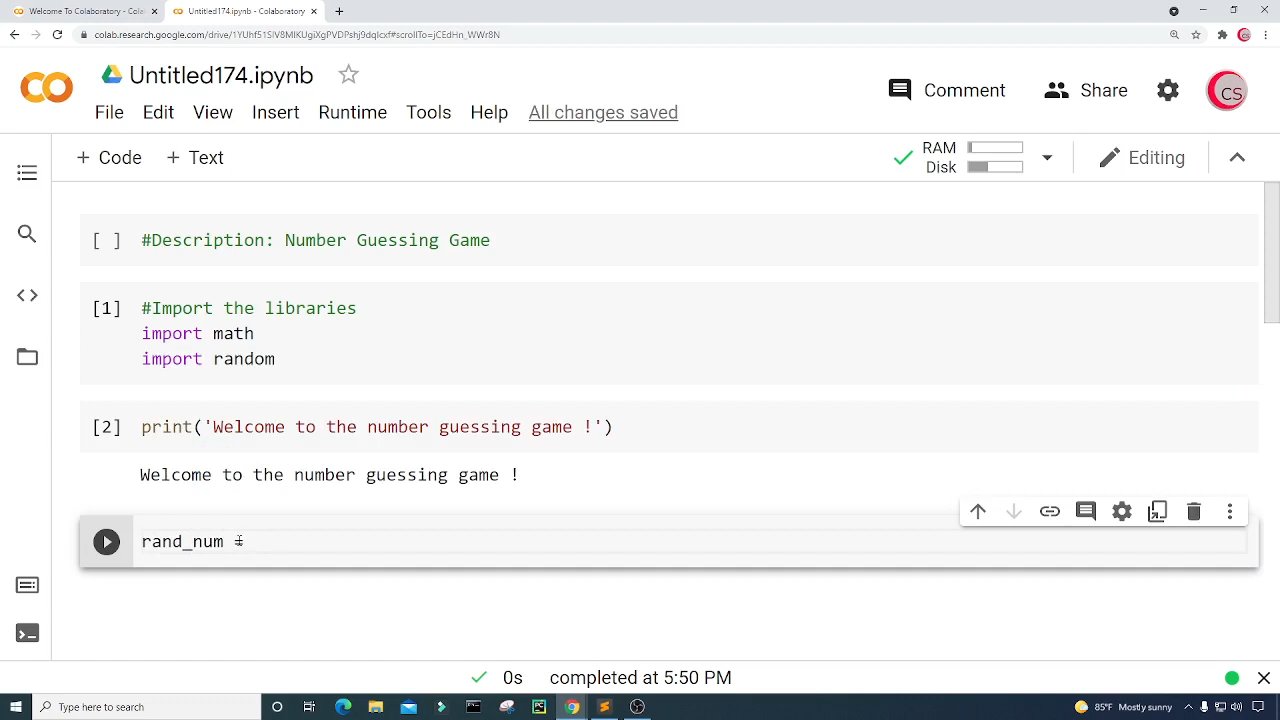 Welcome To Colaboratory - Colab
Untitled174.ipynb - Colaboratory
colab.research.google.com/drive/1YUhf51SIV8MIKUgiXgPVDPshj9dqIcxf#scrollTo=jCEdHn_WWr8N
Untitled174.ipynb
Comment
Share
CS
File Edit View Insert Runtime Tools Help All changes saved
+ Code + Text
RAM
Disk
Editing
[ ] #Description: Number Guessing Game
[1] #Import the libraries
import math
import random
[2] print('Welcome to the number guessing game !')
Welcome to the number guessing game !
rand_num =
0s completed at 5:50 PM
Type here to search
85°F Mostly sunny